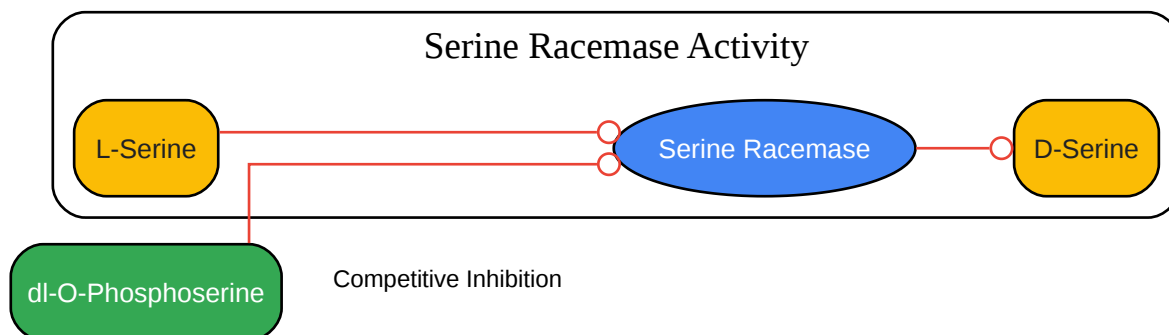 Serine Racemase Activity
L-Serine
Serine Racemase
D-Serine
dl-O-Phosphoserine
Competitive Inhibition